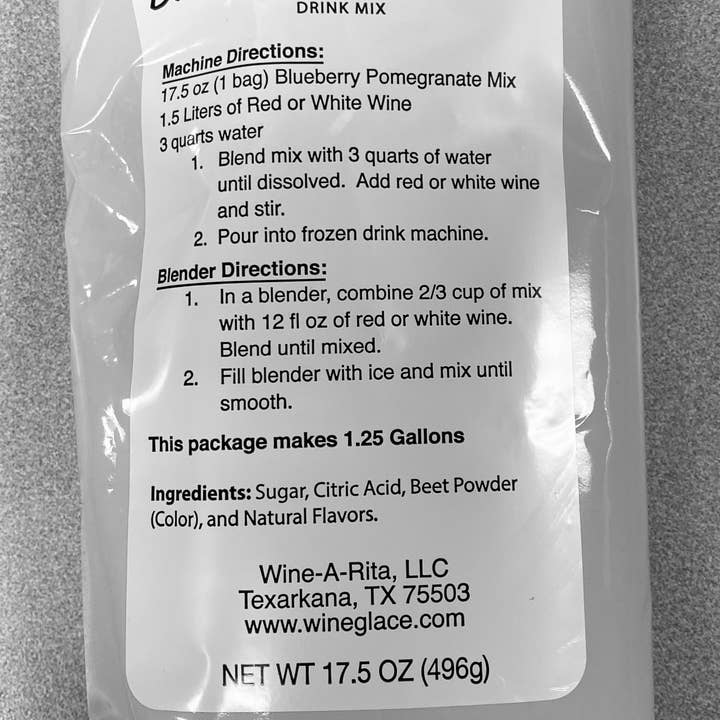 DRINK MIX
Machine Directions:
17.5 oz (1 bag) Blueberry Pomegranate Mix
1.5 Liters of Red or White Wine
3 quarts water
1. Blend mix with 3 quarts of water
until dissolved. Add red or white wine
and stir.
2. Pour into frozen drink machine.
Blender Directions:
1. In a blender, combine 2/3 cup of mix
with 12 fl oz of red or white wine.
Blend until mixed.
2. Fill blender with ice and mix until
smooth.
This package makes 1.25 Gallons
Ingredients: Sugar, Citric Acid, Beet Powder
(Color), and Natural Flavors.
Wine-A-Rita, LLC
Texarkana, TX 75503
www.wineglace.com
NET WT 17.5 OZ (496g)